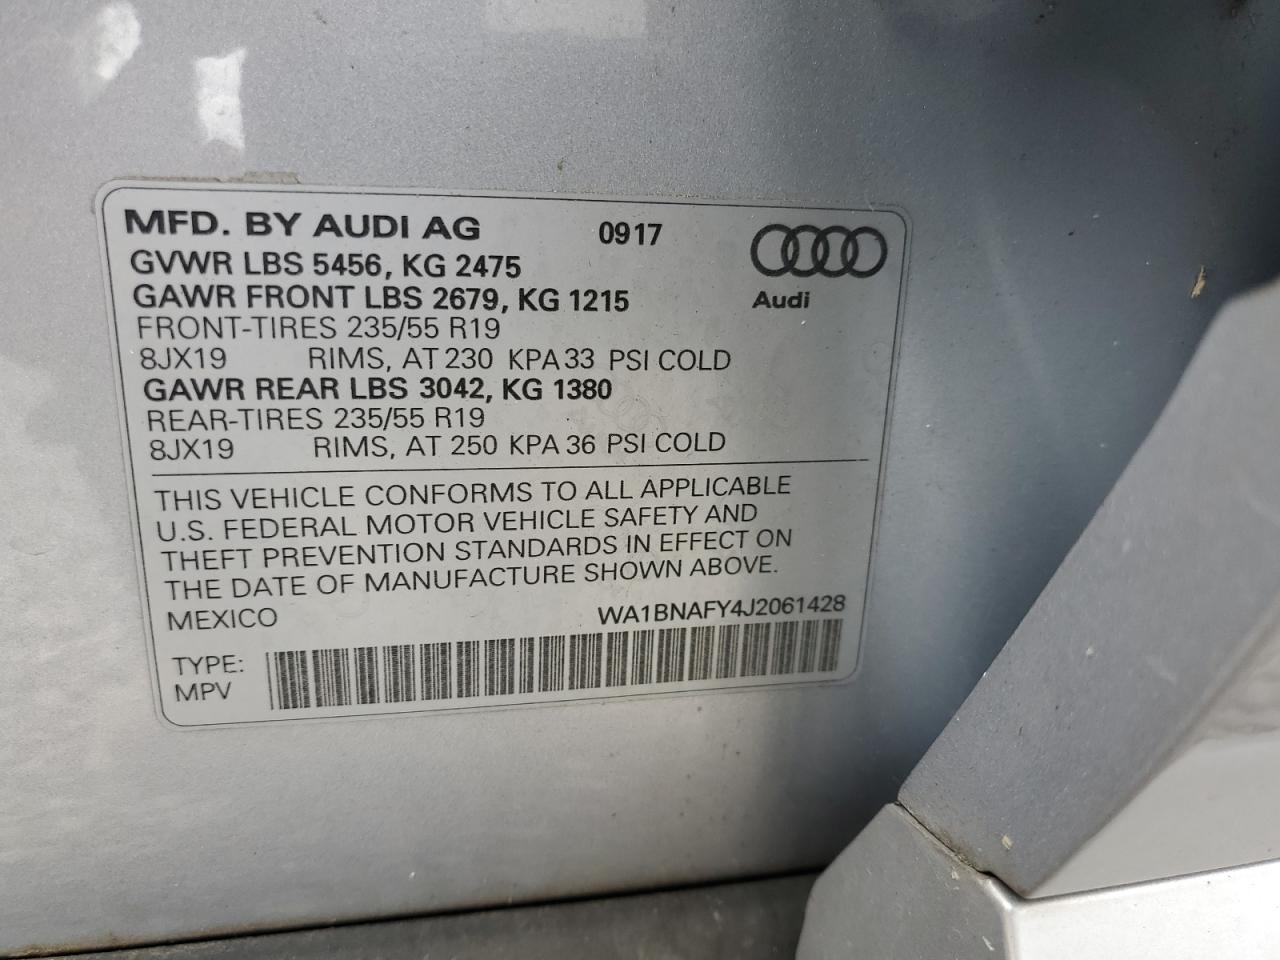 MFD. BY AUDI AG 0917
GVWR LBS 5456, KG 2475
GAWR FRONT LBS 2679, KG 1215
Audi
FRONT-TIRES 235/55 R19
8JX19 RIMS, AT 230 KPA 33 PSI COLD
GAWR REAR LBS 3042, KG 1380
REAR-TIRES 235/55 R19
8JX19 RIMS, AT 250 KPA 36 PSI COLD
THIS VEHICLE CONFORMS TO ALL APPLICABLE
U.S. FEDERAL MOTOR VEHICLE SAFETY AND
THEFT PREVENTION STANDARDS IN EFFECT ON
THE DATE OF MANUFACTURE SHOWN ABOVE.
MEXICO WA1BNAFY4J2061428
TYPE:
MPV